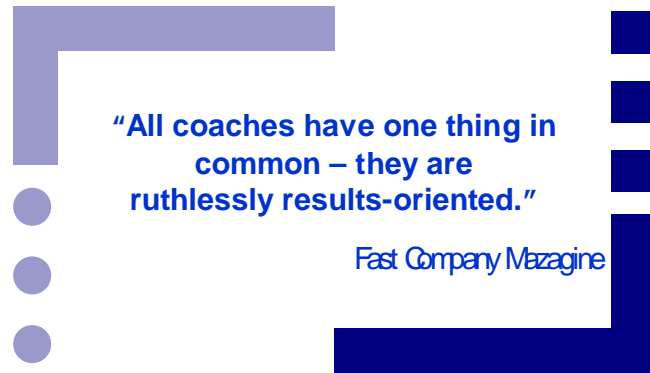 “All coaches have one thing in
common – they are
ruthlessly results-oriented.”
Fast Company Mazagine